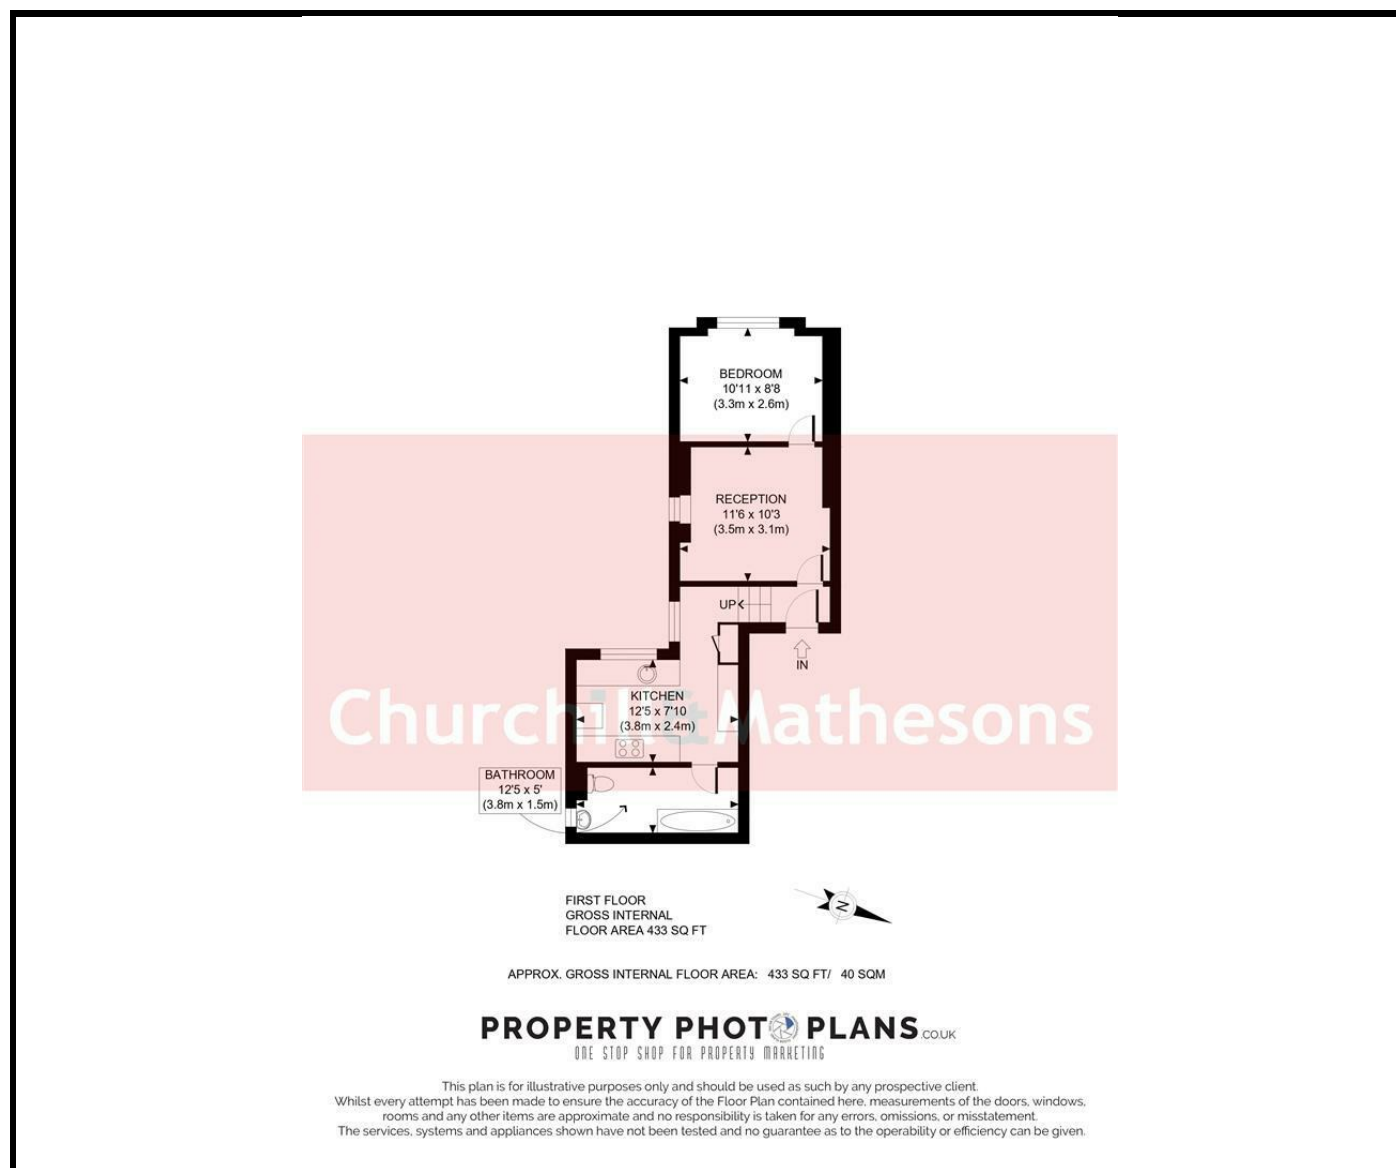 BEDROOM
10'11 x 8'8
(3.3m x 2.6m)
RECEPTION
11'6 x 10'3
(3.5m x 3.1m)
UP
IN
KITCHEN
12'5 x 7'10
(3.8m x 2.4m)
Churchill&Mathesons
BATHROOM
12'5 x 5'
(3.8m x 1.5m)
FIRST FLOOR
GROSS INTERNAL
FLOOR AREA 433 SQ FT
N
APPROX. GROSS INTERNAL FLOOR AREA: 433 SQ FT/ 40 SQM
PROPERTY PHOTO PLANS.CO.UK
ONE STOP SHOP FOR PROPERTY MARKETING
This plan is for illustrative purposes only and should be used as such by any prospective client.
Whilst every attempt has been made to ensure the accuracy of the Floor Plan contained here, measurements of the doors, windows,
rooms and any other items are approximate and no responsibility is taken for any errors, omissions, or misstatement.
The services, systems and appliances shown have not been tested and no guarantee as to the operability or efficiency can be given.